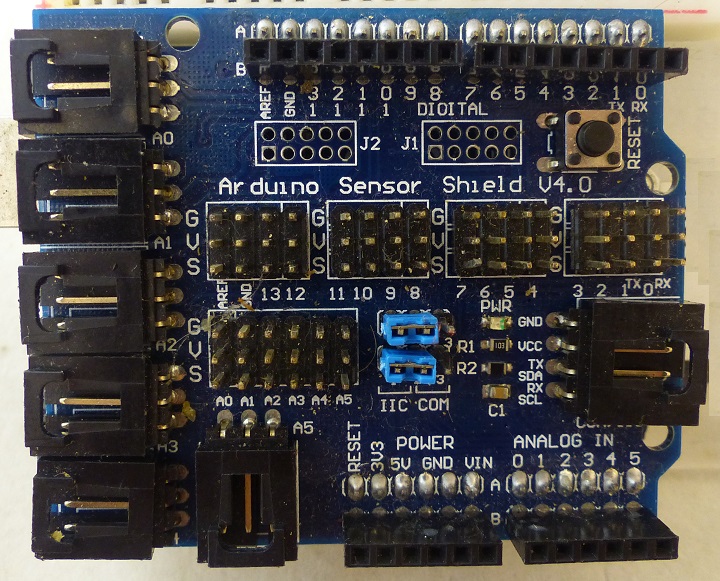 A
B
AREF GND 13 12 11 10 9 8 7 6 5 4 3 2 1 0
DIOITAL TX RX
J2 J1 RESET
A0
Arduino Sensor Shield V4.0
G G G G
V V V
S S S S
A1
AREF GND 13 12 11 10 9 8 7 6 5 4 3 2 1 0 TX RX
PWR
G
V
S
A2
3
GND
R1 103 VCC
R2 TX
SDA
3 RX
SCL
A0 A1 A2 A3 A4 A5
IIC COM C1
A3 A5
RESET 3V3 5V GND VIN
POWER
ANALOG IN
0 1 2 3 4 5
A A
B B